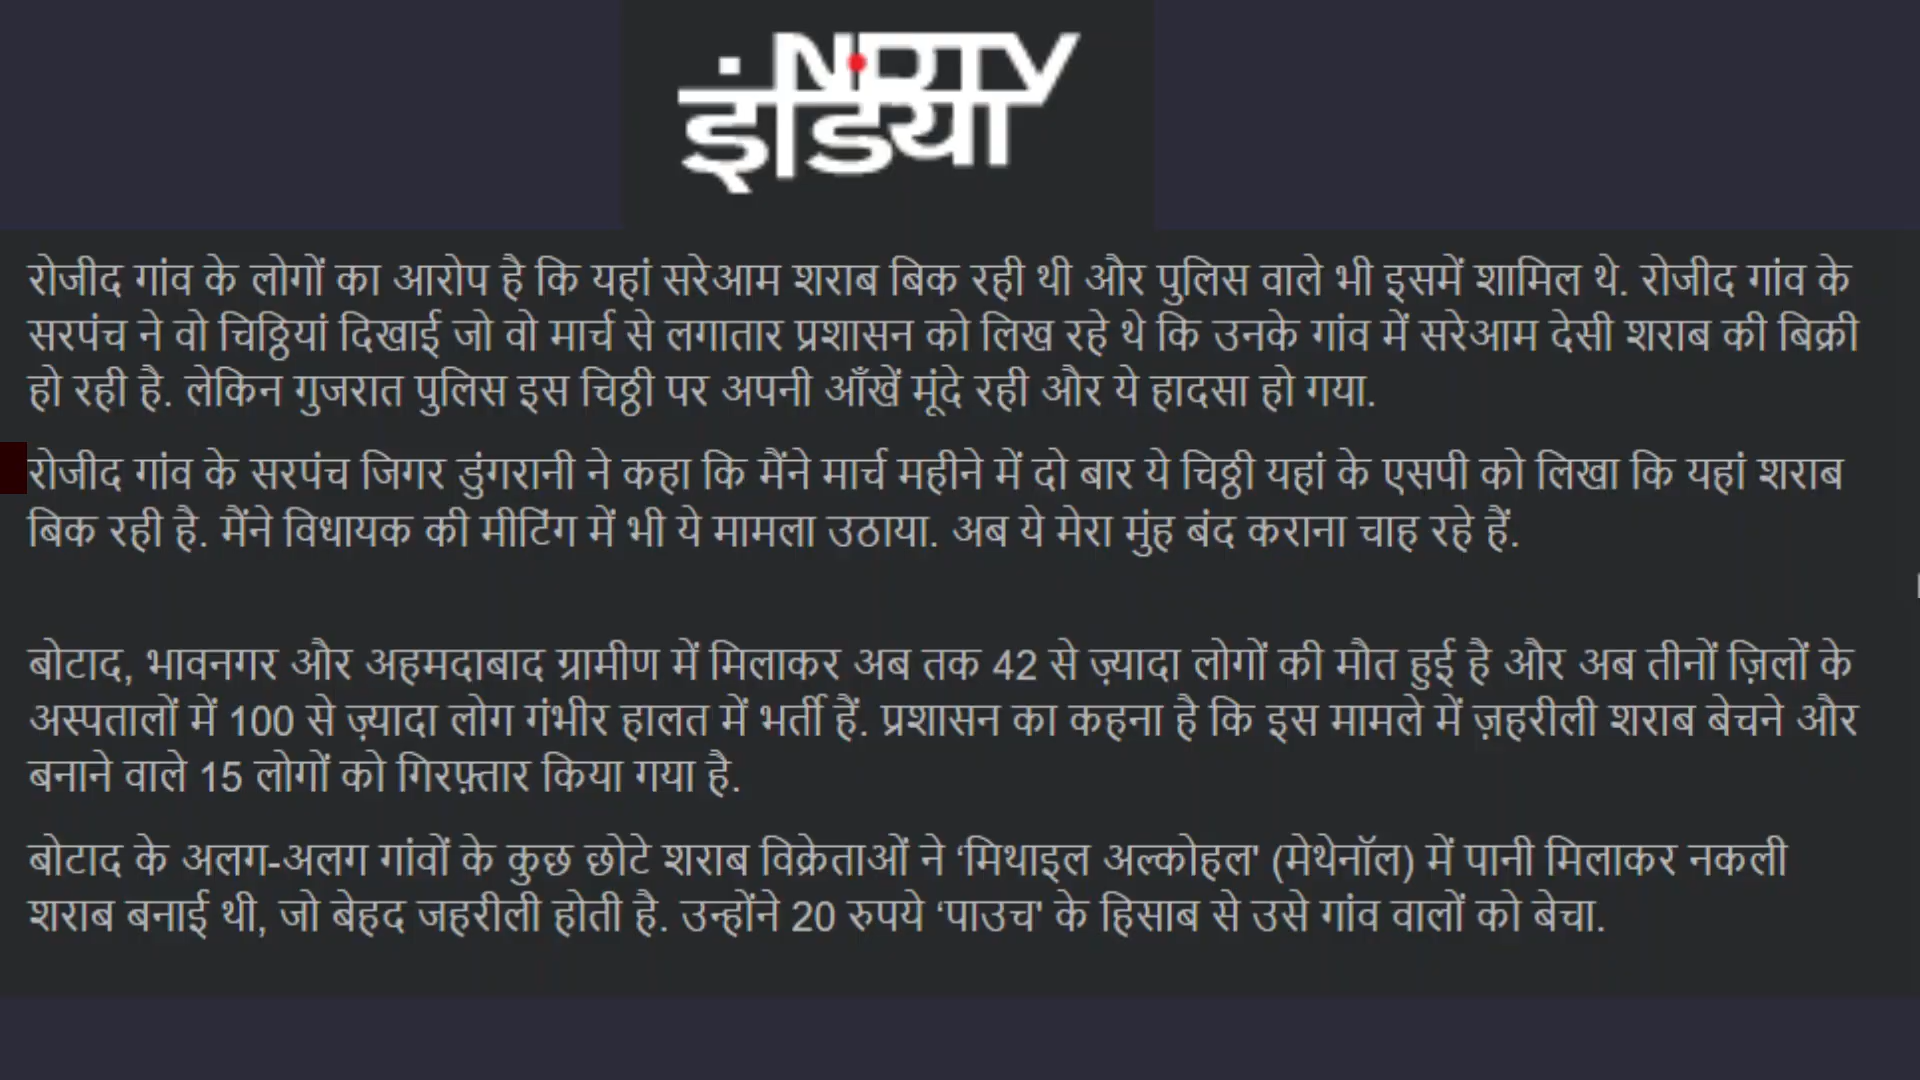 NDTV
इंडिया
रोजीद गांव के लोगों का आरोप है कि यहां सरेआम शराब बिक रही थी और पुलिस वाले भी इसमें शामिल थे. रोजीद गांव के
सरपंच ने वो चिठ्ठियां दिखाई जो वो मार्च से लगातार प्रशासन को लिख रहे थे कि उनके गांव में सरेआम देसी शराब की बिक्री
हो रही है. लेकिन गुजरात पुलिस इस चिठ्ठी पर अपनी आँखें मूंदे रही और ये हादसा हो गया.
रोजीद गांव के सरपंच जिगर डुंगरानी ने कहा कि मैंने मार्च महीने में दो बार ये चिठ्ठी यहां के एसपी को लिखा कि यहां शराब
बिक रही है. मैंने विधायक की मीटिंग में भी ये मामला उठाया. अब ये मेरा मुंह बंद कराना चाह रहे हैं.
बोटाद, भावनगर और अहमदाबाद ग्रामीण में मिलाकर अब तक 42 से ज़्यादा लोगों की मौत हुई है और अब तीनों ज़िलों के
अस्पतालों में 100 से ज़्यादा लोग गंभीर हालत में भर्ती हैं. प्रशासन का कहना है कि इस मामले में ज़हरीली शराब बेचने और
बनाने वाले 15 लोगों को गिरफ़्तार किया गया है.
बोटाद के अलग-अलग गांवों के कुछ छोटे शराब विक्रेताओं ने ‘मिथाइल अल्कोहल' (मेथेनॉल) में पानी मिलाकर नकली
शराब बनाई थी, जो बेहद जहरीली होती है. उन्होंने 20 रुपये ‘पाउच' के हिसाब से उसे गांव वालों को बेचा.